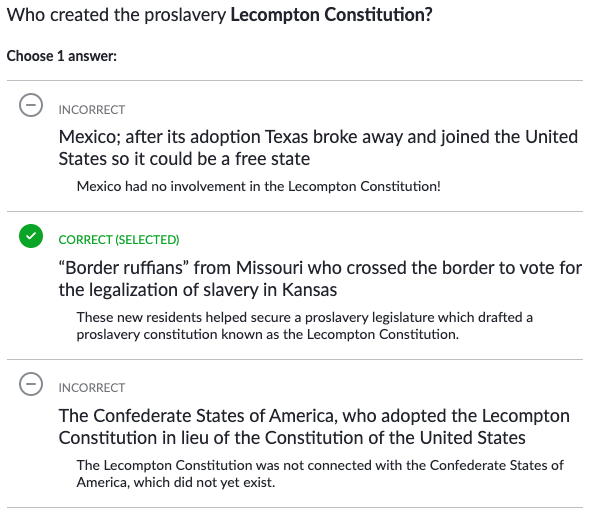 Who created the proslavery Lecompton Constitution?
Choose 1 answer:
INCORRECT
Mexico; after its adoption Texas broke away and joined the United
States so it could be a free state
Mexico had no involvement in the Lecompton Constitution!
CORRECT (SELECTED)
“Border ruffians” from Missouri who crossed the border to vote for
the legalization of slavery in Kansas
These new residents helped secure a proslavery legislature which drafted a
proslavery constitution known as the Lecompton Constitution.
INCORRECT
The Confederate States of America, who adopted the Lecompton
Constitution in lieu of the Constitution of the United States
The Lecompton Constitution was not connected with the Confederate States of
America, which did not yet exist.